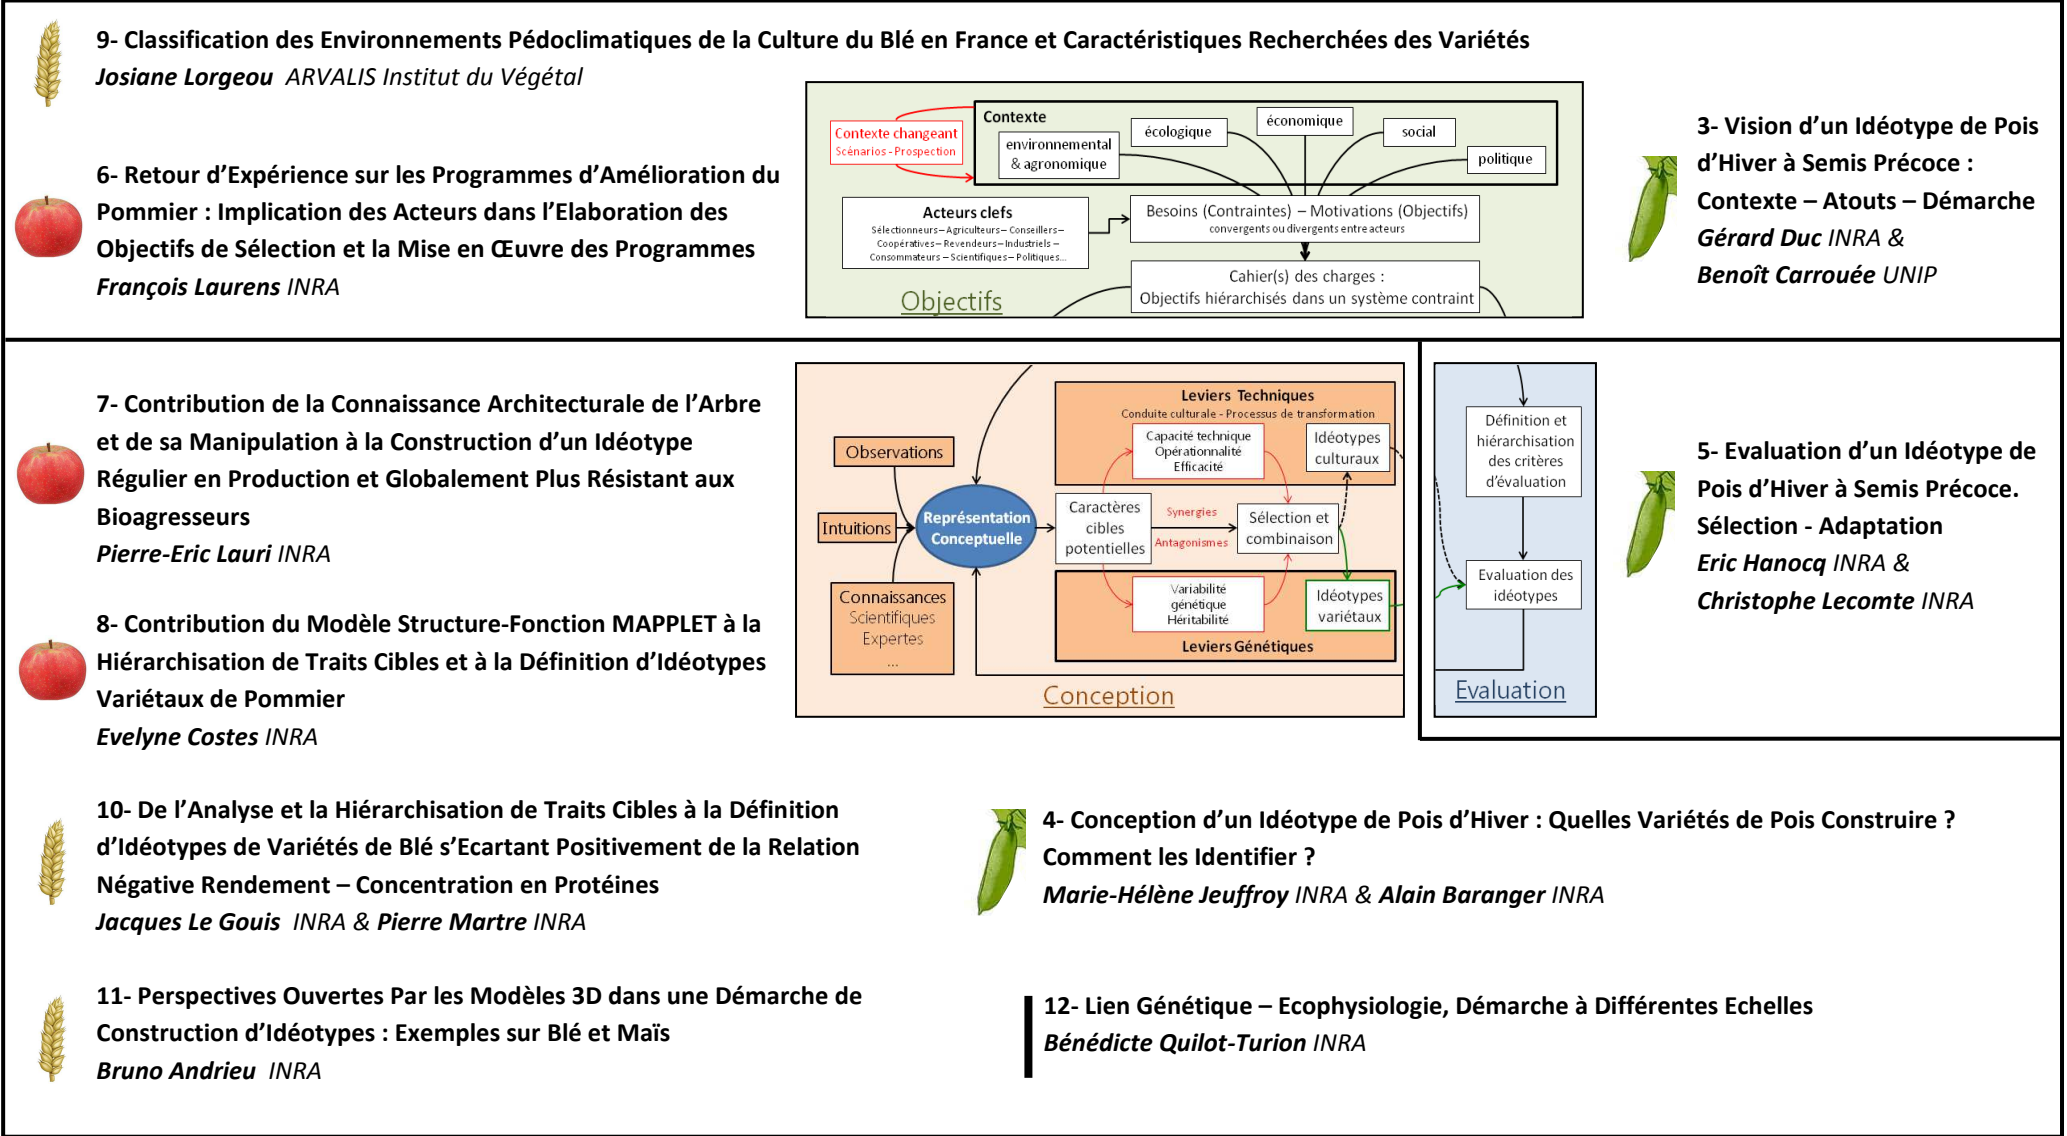 9- Classification des Environnements Pédoclimatiques de la Culture du Blé en France et Caractéristiques Recherchées des Variétés
Josiane Lorgeou ARVALIS Institut du Végétal
6- Retour d’Expérience sur les Programmes d’Amélioration du
Pommier : Implication des Acteurs dans l’Elaboration des
Objectifs de Sélection et la Mise en Œuvre des Programmes
François Laurens INRA
Contexte changeant
Scénarios - Prospection
Contexte
environnemental
& agronomique
écologique
économique
social
politique
Acteurs clefs
Sélectionneurs – Agriculteurs – Conseillers –
Coopératives – Revendeurs – Industriels –
Consommateurs – Scientifiques – Politiques...
Besoins (Contraintes) – Motivations (Objectifs)
convergents ou divergents entre acteurs
Cahier(s) des charges :
Objectifs hiérarchisés dans un système contraint
Objectifs
3- Vision d’un Idéotype de Pois
d’Hiver à Semis Précoce :
Contexte – Atouts – Démarche
Gérard Duc INRA &
Benoît Carrouée UNIP
7- Contribution de la Connaissance Architecturale de l’Arbre
et de sa Manipulation à la Construction d’un Idéotype
Régulier en Production et Globalement Plus Résistant aux
Bioagresseurs
Pierre-Eric Lauri INRA
8- Contribution du Modèle Structure-Fonction MAPPLET à la
Hiérarchisation de Traits Cibles et à la Définition d’Idéotypes
Variétaux de Pommier
Evelyne Costes INRA
Observations
Intuitions
Connaissances
Scientifiques
Expertes
...
Représentation
Conceptuelle
Leviers Techniques
Conduite culturale - Processus de transformation
Capacité technique
Opérationnalité
Efficacité
Idéotypes
culturaux
Caractères
cibles
potentielles
Synergies
Antagonismes
Sélection et
combinaison
Variabilité
génétique
Héritabilité
Idéotypes
variétaux
Leviers Génétiques
Conception
Définition et
hiérarchisation
des critères
d’évaluation
Evaluation des
idéotypes
Evaluation
5- Evaluation d’un Idéotype de
Pois d’Hiver à Semis Précoce.
Sélection - Adaptation
Eric Hanocq INRA &
Christophe Lecomte INRA
10- De l’Analyse et la Hiérarchisation de Traits Cibles à la Définition
d’Idéotypes de Variétés de Blé s’Ecartant Positivement de la Relation
Négative Rendement – Concentration en Protéines
Jacques Le Gouis INRA & Pierre Martre INRA
4- Conception d’un Idéotype de Pois d’Hiver : Quelles Variétés de Pois Construire ?
Comment les Identifier ?
Marie-Hélène Jeuffroy INRA & Alain Baranger INRA
11- Perspectives Ouvertes Par les Modèles 3D dans une Démarche de
Construction d’Idéotypes : Exemples sur Blé et Maïs
Bruno Andrieu INRA
12- Lien Génétique – Ecophysiologie, Démarche à Différentes Echelles
Bénédicte Quilot-Turion INRA